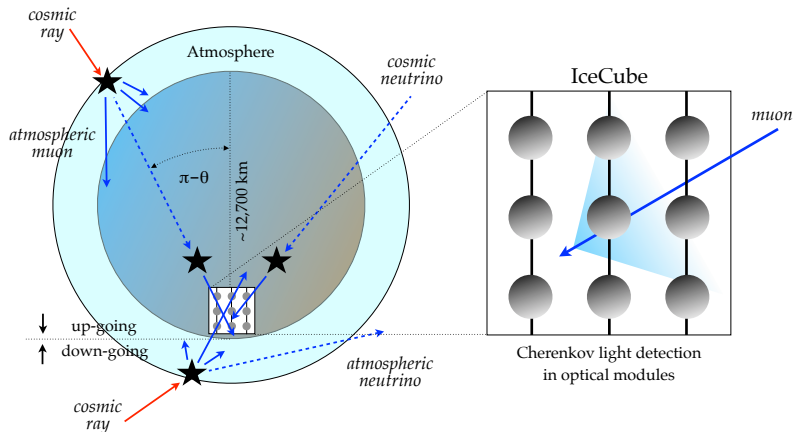 cosmic
ray
Atmosphere
cosmic
neutrino
IceCube
atmospheric
muon
muon
π−θ
~12,700 km
up-going
down-going
atmospheric
neutrino
Cherenkov light detection
in optical modules
cosmic
ray